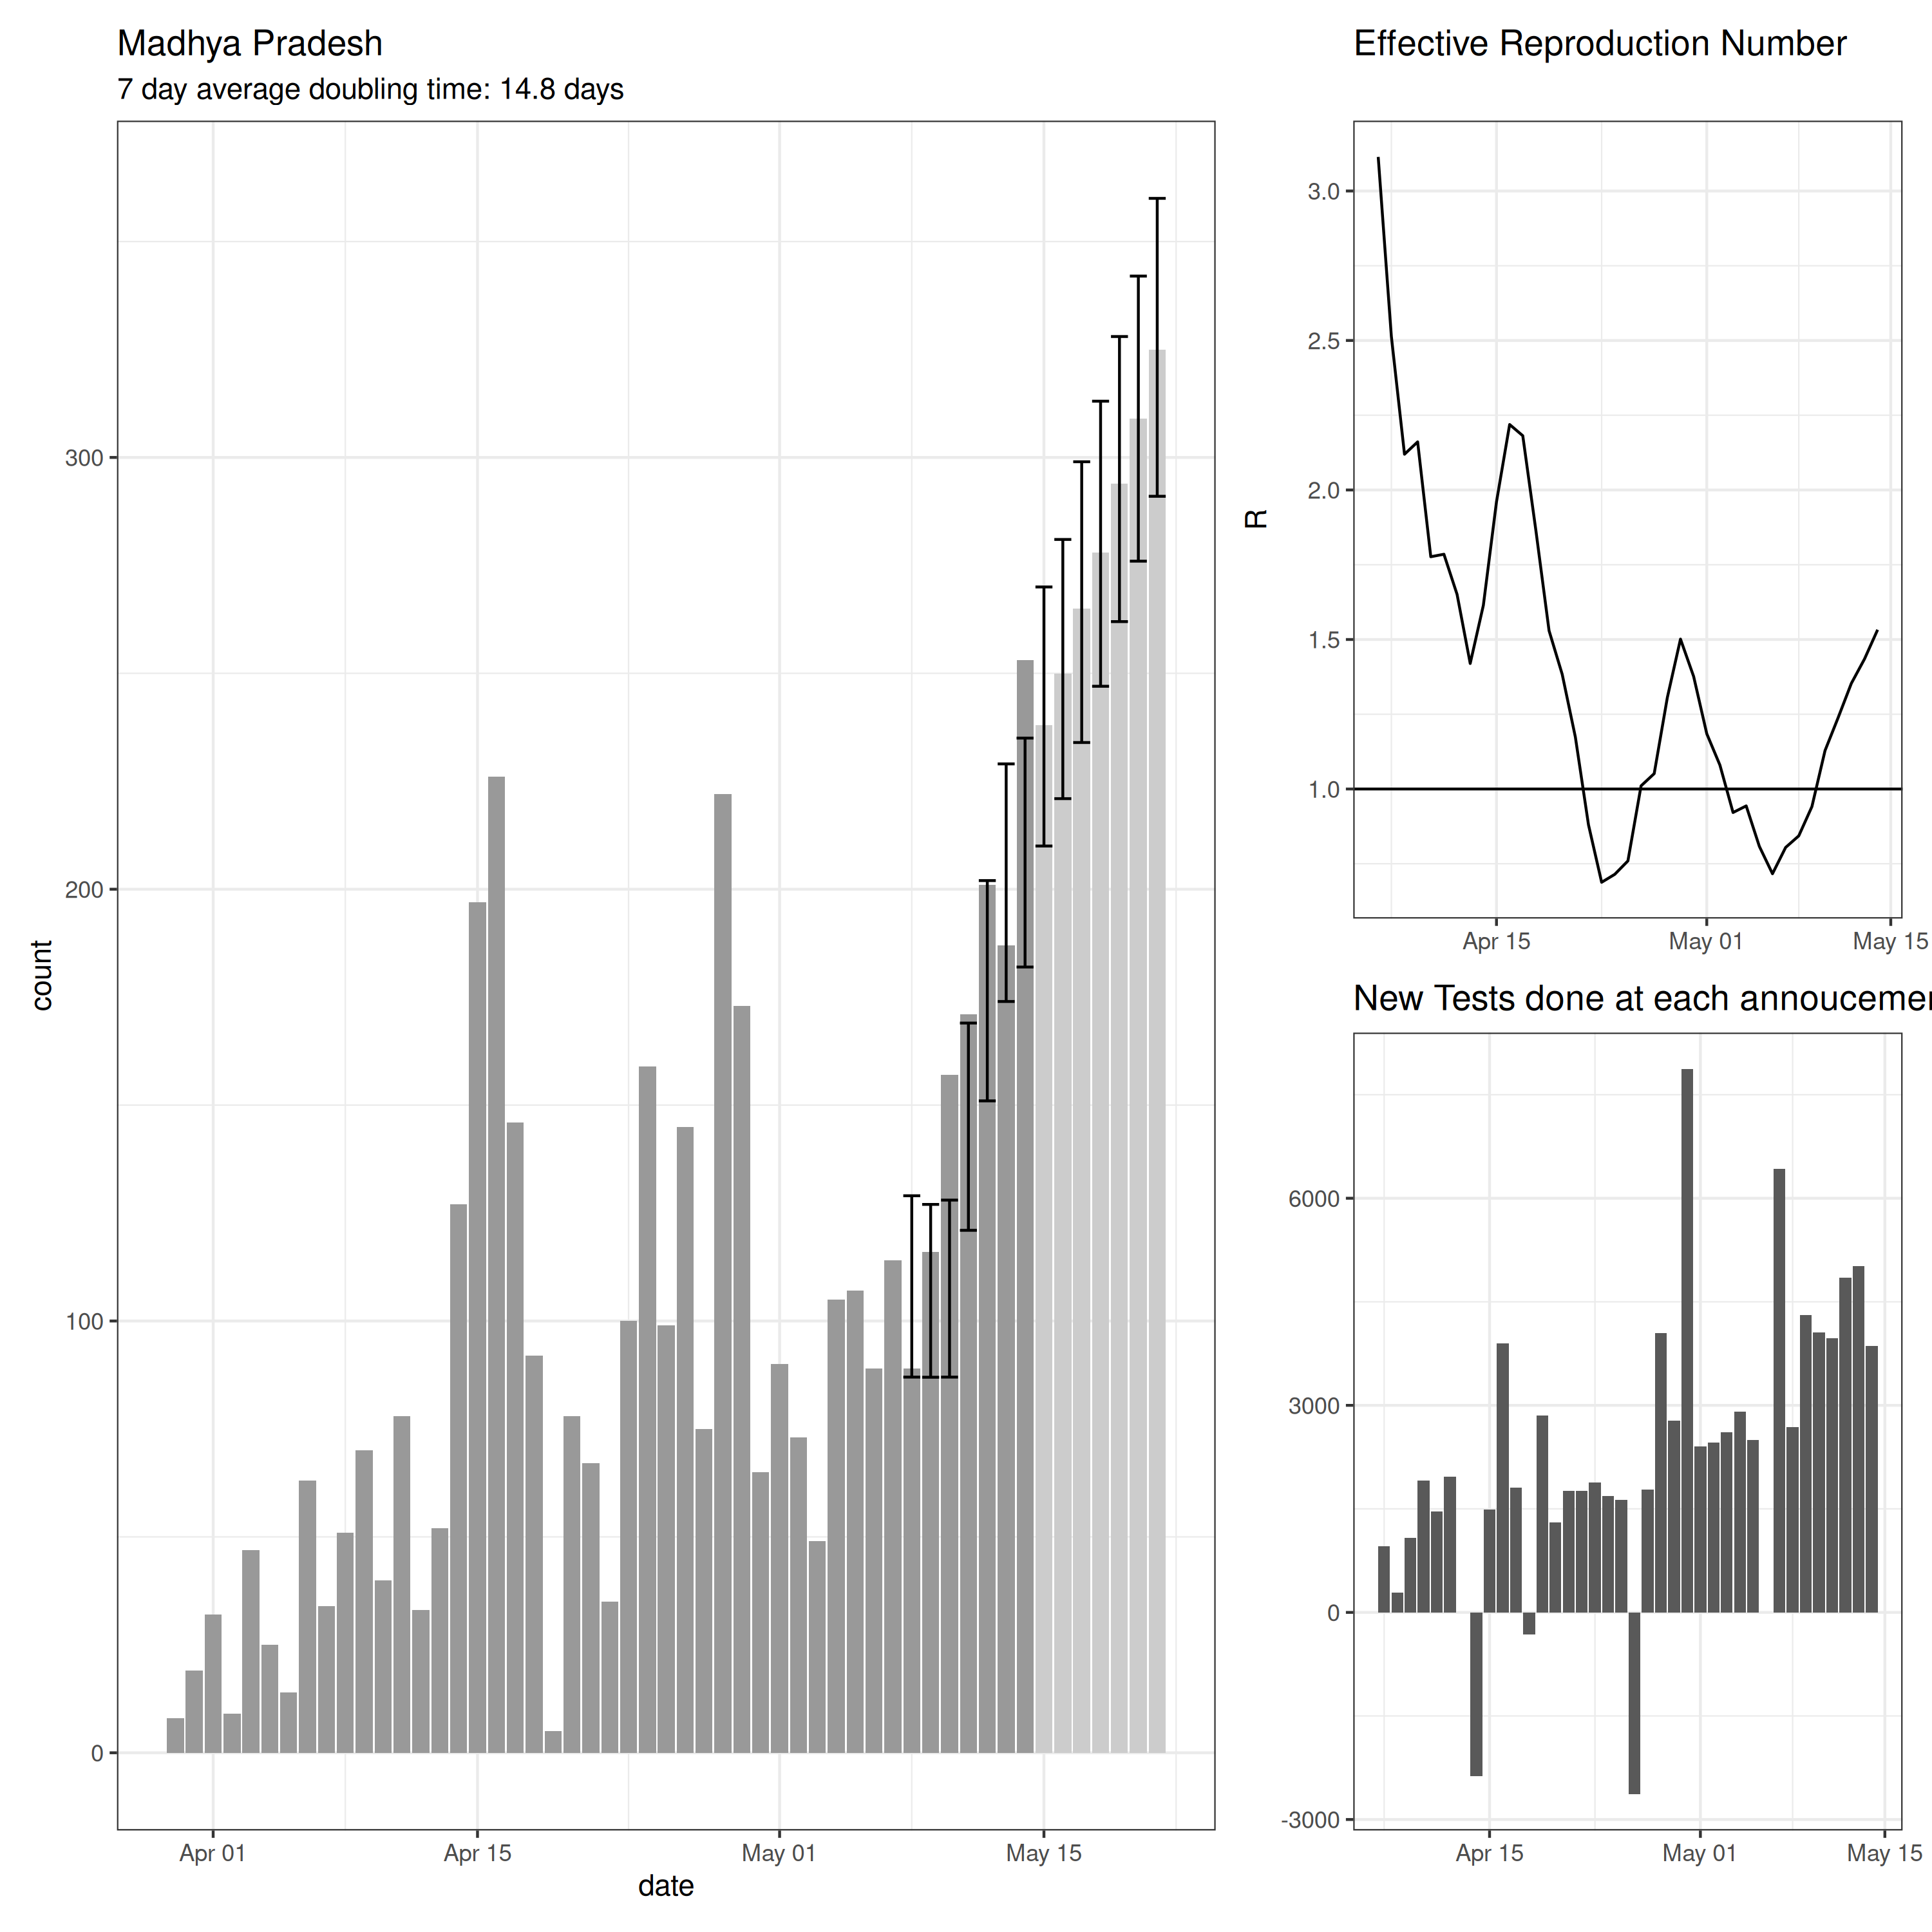 Madhya Pradesh
7 day average doubling time: 14.8 days
count
300
200
100
0
Apr 01
Apr 15
May 01
May 15
date
Effective Reproduction Number
R
3.0
2.5
2.0
1.5
1.0
Apr 15
May 01
May 15
New Tests done at each annoucemen
6000
3000
0
-3000
Apr 15
May 01
May 15